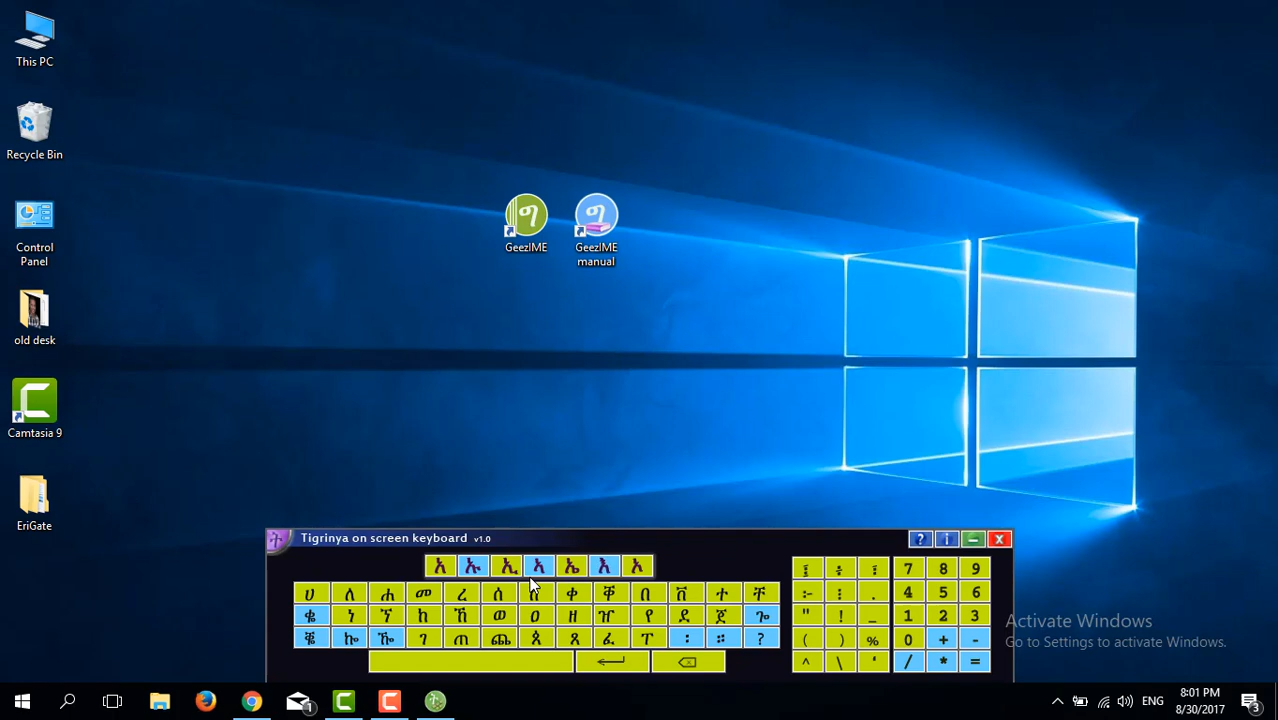 This PC
Recycle Bin
Control
Panel
old desk
Camtasia 9
EriGate
GeezIME
GeezIME
manual
Tigrinya on screen keyboard v1.0
? i
አ ኡ ኢ ኣ ኤ እ ኦ
ሀ ለ ሐ መ ረ ሰ ሸ ቀ ቐ በ ቨ ተ ቸ
ቈ ነ ኘ ከ ኸ ወ ዐ ዘ ዠ የ ደ ጀ ጐ
ቘ ኰ ዀ ገ ጠ ጨ ጰ ጸ ፈ ፐ ፡ ። ?
፤ ÷ ፣ 7 8 9
፦ ፧ . 4 5 6
" ! _ 1 2 3
( ) % 0 + -
^ \ ' / * =
Activate Windows
Go to Settings to activate Windows.
1
ENG
8:01 PM
8/30/2017
3